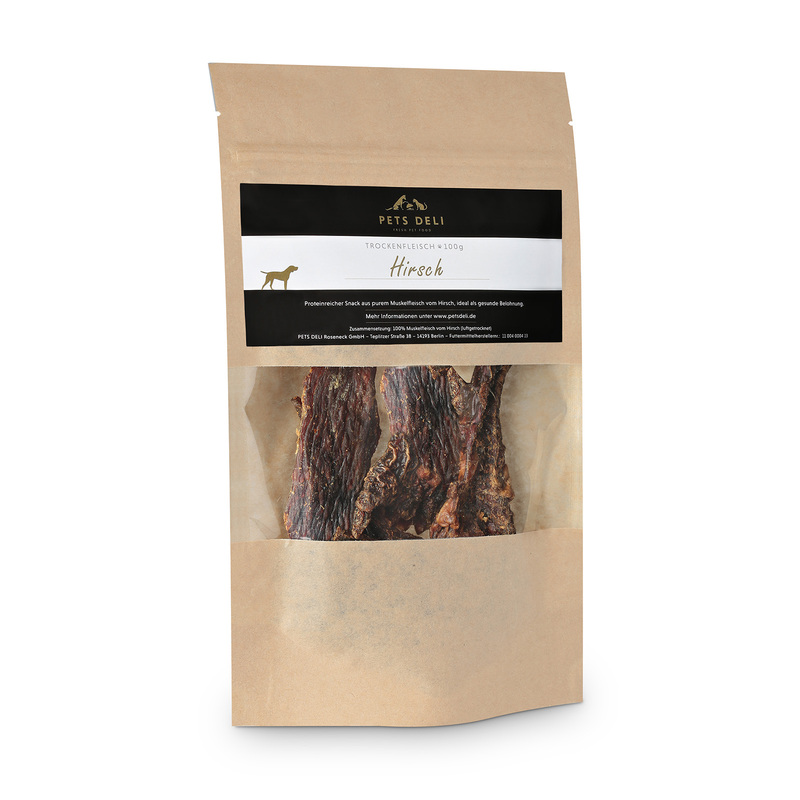 PETS DELI
FRESH PET FOOD
TROCKENFLEISCH 100g
Hirsch
Proteinreicher Snack aus purem Muskelfleisch vom Hirsch, ideal als gesunde Belohnung.
Mehr Informationen unter www.petsdeli.de
Zusammensetzung: 100% Muskelfleisch vom Hirsch (luftgetrocknet)
PETS DELI Roseneck GmbH – Teplitzer Straße 38 – 14193 Berlin – Futtermittelherstellernr.: